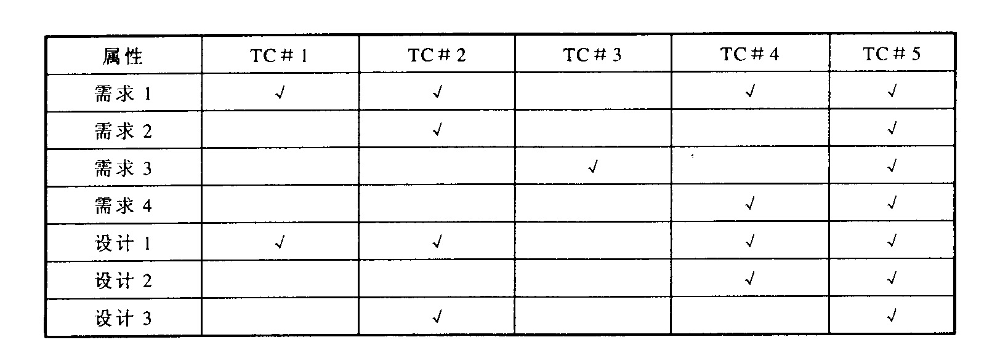 属性 TC#1 TC#2 TC#3 TC#4 TC#5
需求1 √ √ √ √
需求2 √ √
需求3 √ √
需求4 √ √
设计1 √ √ √ √
设计2 √ √
设计3 √ √